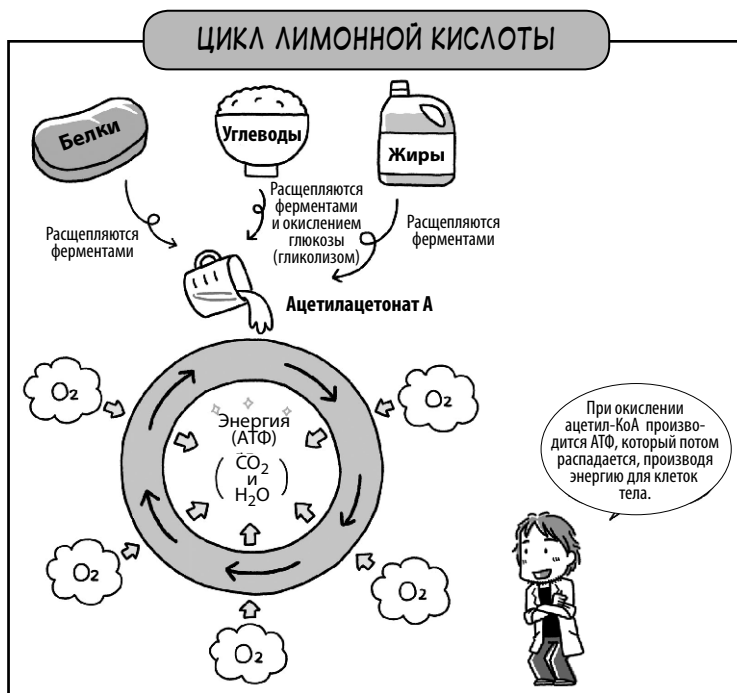 ЦИКЛ ЛИМОННОЙ КИСЛОТЫ
Белки
Углеводы
Жиры
Расщепляются
ферментами
Расщепляются
ферментами
и окислением
глюкозы
(гликолизом)
Расщепляются
ферментами
Ацетилацетонат А
O2
O2
Энергия
(АТФ)
CO2
и
H2O
O2
O2
O2
При окислении
ацетил-КоА произво-
дится АТФ, который потом
распадается, производя
энергию для клеток
тела.